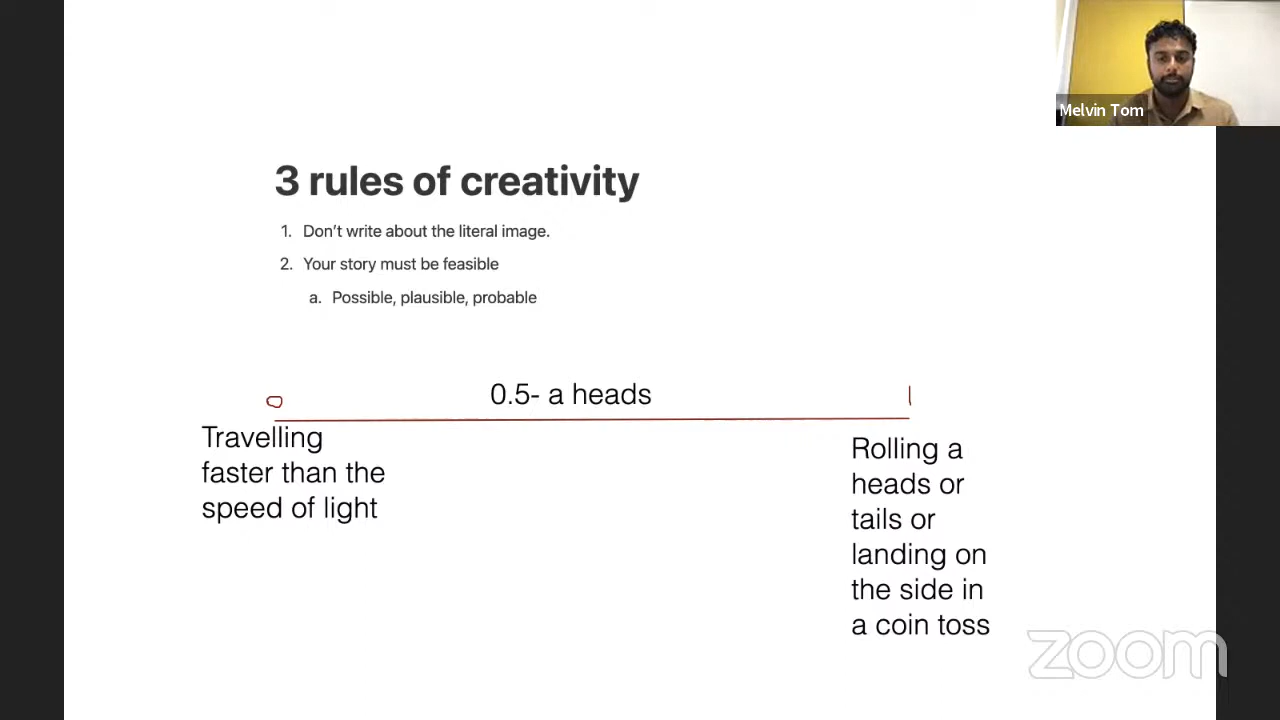 Melvin Tom
3 rules of creativity
1. Don't write about the literal image.
2. Your story must be feasible
a. Possible, plausible, probable
0 0.5- a heads 1
Travelling
faster than the
speed of light
Rolling a
heads or
tails or
landing on
the side in
a coin toss
zoom